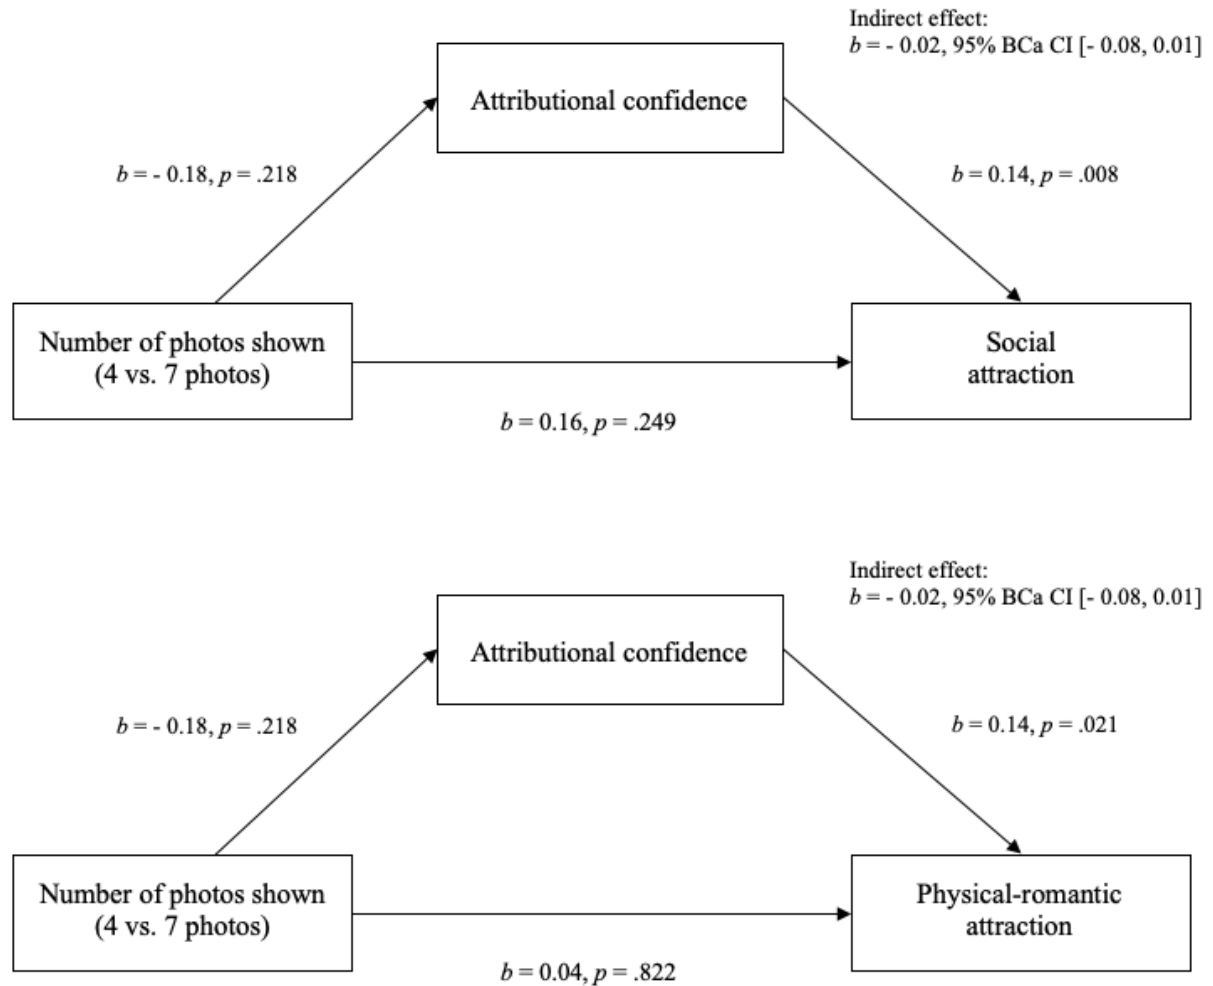 Indirect effect:
b = - 0.02, 95% BCa CI [- 0.08, 0.01]
Attributional confidence
b = - 0.18, p = .218
b = 0.14, p = .008
Number of photos shown
(4 vs. 7 photos)
Social
attraction
b = 0.16, p = .249
Indirect effect:
b = - 0.02, 95% BCa CI [- 0.08, 0.01]
Attributional confidence
b = - 0.18, p = .218
b = 0.14, p = .021
Number of photos shown
(4 vs. 7 photos)
Physical-romantic
attraction
b = 0.04, p = .822